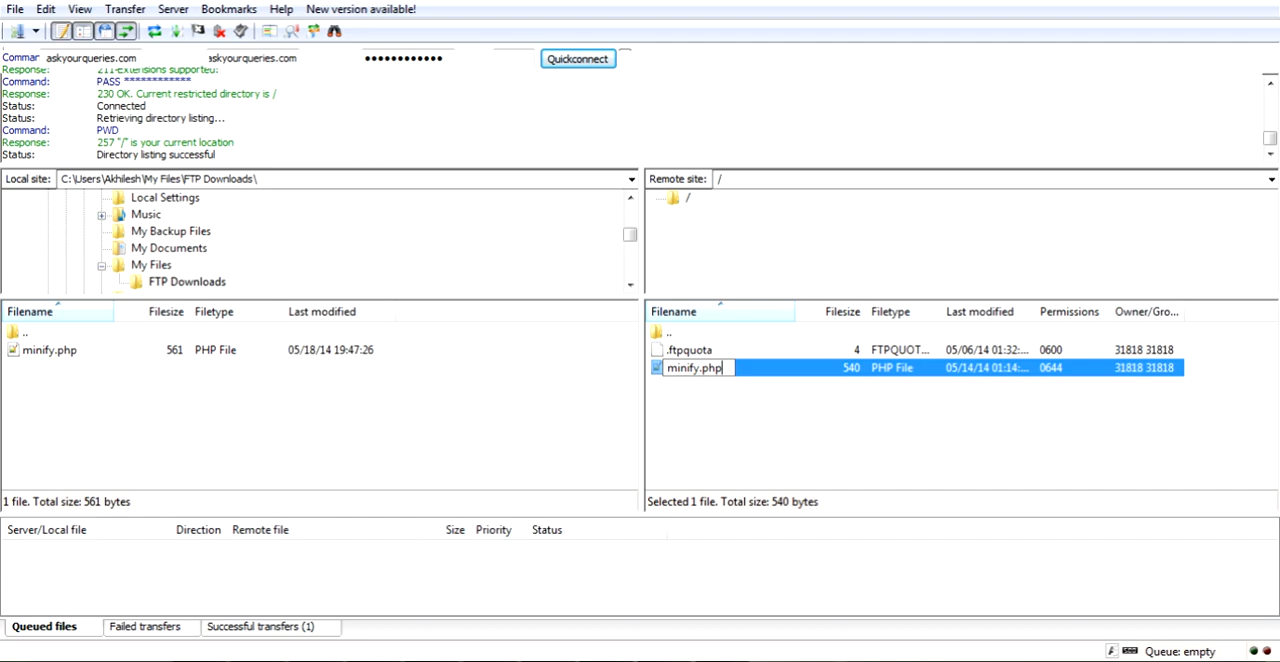 File Edit View Transfer Server Bookmarks Help New version available!
Commar askyourqueries.com askyourqueries.com ●●●●●●●●●●●● Quickconnect
Response: 211-Extensions supported:
Command: PASS ************
Response: 230 OK. Current restricted directory is /
Status: Connected
Status: Retrieving directory listing...
Command: PWD
Response: 257 "/" is your current location
Status: Directory listing successful
Local site: C:\Users\Akhilesh\My Files\FTP Downloads\
Local Settings
Music
My Backup Files
My Documents
My Files
FTP Downloads
Remote site: /
/
Filename Filesize Filetype Last modified
..
minify.php 561 PHP File 05/18/14 19:47:26
1 file. Total size: 561 bytes
Filename Filesize Filetype Last modified Permissions Owner/Gro...
..
.ftpquota 4 FTPQUOT... 05/06/14 01:32:... 0600 31818 31818
minify.php 540 PHP File 05/14/14 01:14:... 0644 31818 31818
Selected 1 file. Total size: 540 bytes
Server/Local file Direction Remote file Size Priority Status
Queued files Failed transfers Successful transfers (1)
Queue: empty